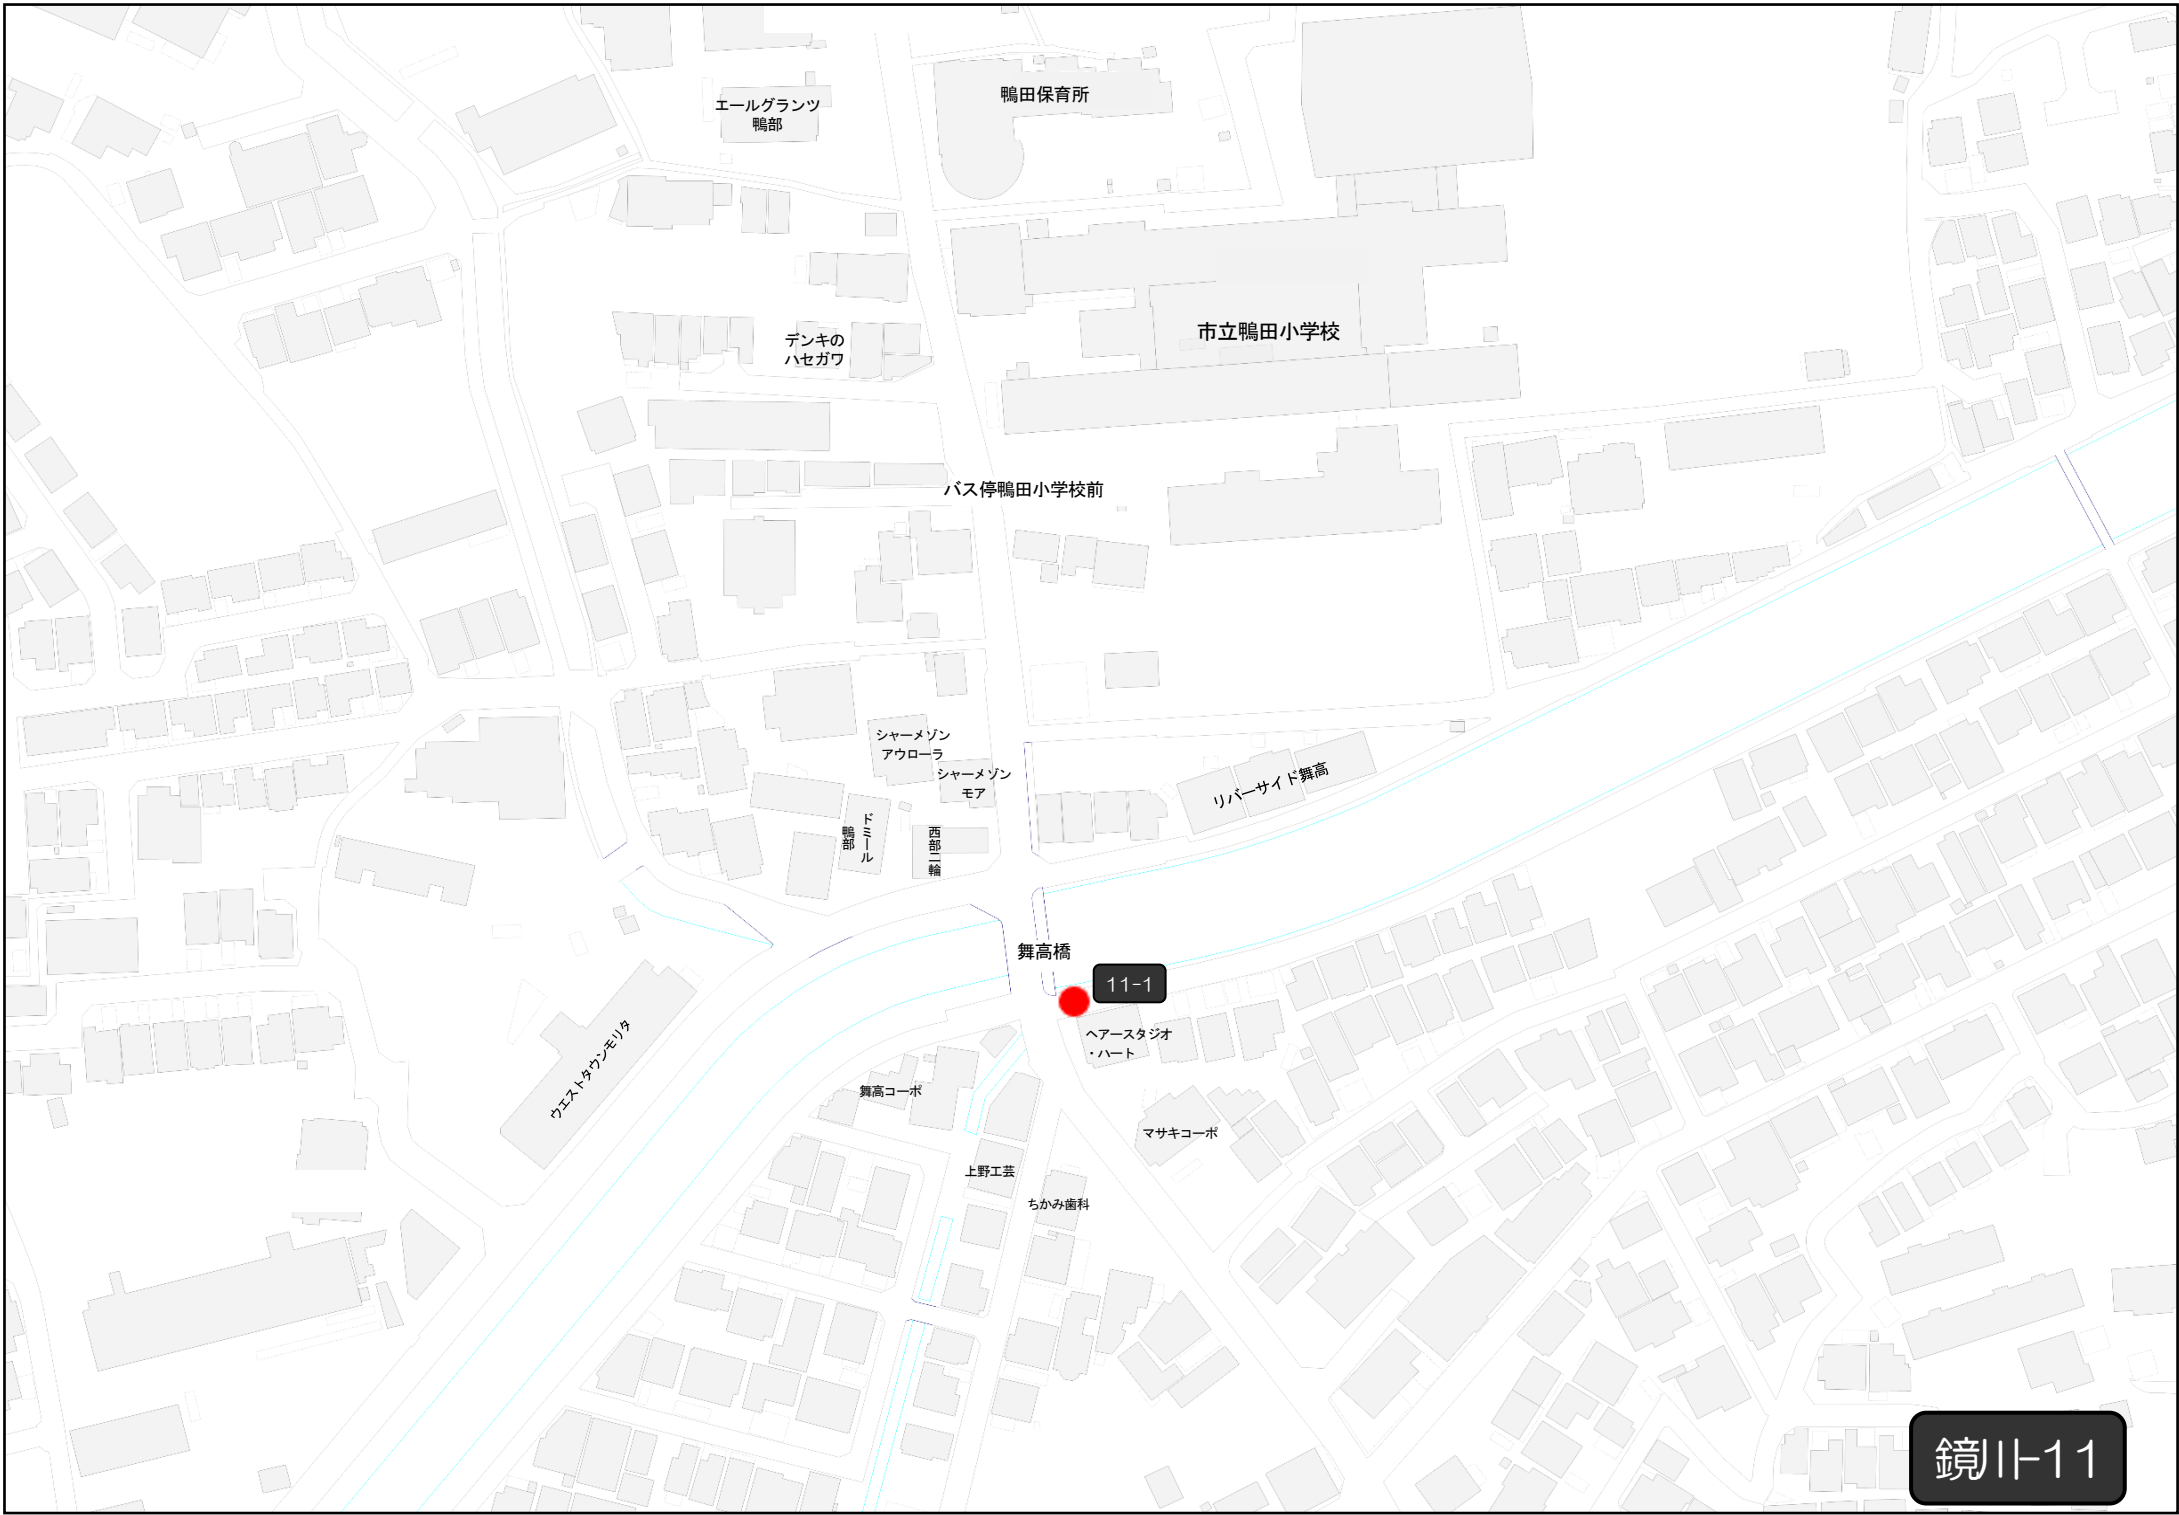 エールグランツ
鴨部
鴨田保育所
市立鴨田小学校
デンキの
ハセガワ
バス停鴨田小学校前
シャーメゾン
アウローラ
シャーメゾン
モア
リバーサイド舞高
ドミール
鴨部
西部二輪
舞高橋
11-1
ヘアースタジオ
・ハート
ウエストタウンモリタ
舞高コーポ
マサキコーポ
上野工芸
ちかみ歯科
鏡川-11